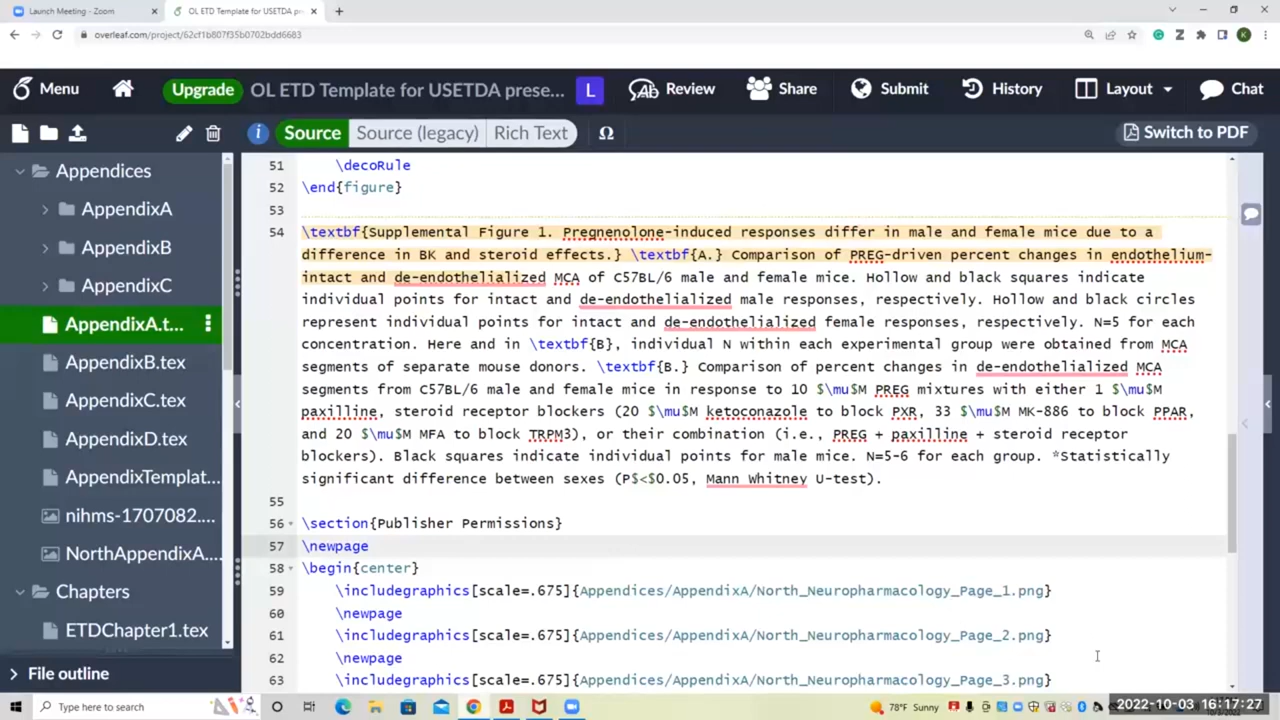 Launch Meeting - Zoom
OL ETD Template for USETDA pres
overleaf.com/project/62cf1b807f35b0702bdd6683
K
Menu
Upgrade
OL ETD Template for USETDA prese...
L
Review
Share
Submit
History
Layout
Chat
Source
Source (legacy)
Rich Text
Ω
Switch to PDF
Appendices
AppendixA
AppendixB
AppendixC
AppendixA.t...
AppendixB.tex
AppendixC.tex
AppendixD.tex
AppendixTemplat...
nihms-1707082....
NorthAppendixA....
Chapters
ETDChapter1.tex
File outline
51 \decoRule
52 \end{figure}
53
54 \textbf{Supplemental Figure 1. Pregnenolone-induced responses differ in male and female mice due to a
difference in BK and steroid effects.} \textbf{A.} Comparison of PREG-driven percent changes in endothelium-
intact and de-endothelialized MCA of C57BL/6 male and female mice. Hollow and black squares indicate
individual points for intact and de-endothelialized male responses, respectively. Hollow and black circles
represent individual points for intact and de-endothelialized female responses, respectively. N=5 for each
concentration. Here and in \textbf{B}, individual N within each experimental group were obtained from MCA
segments of separate mouse donors. \textbf{B.} Comparison of percent changes in de-endothelialized MCA
segments from C57BL/6 male and female mice in response to 10 $\mu$M PREG mixtures with either 1 $\mu$M
paxilline, steroid receptor blockers (20 $\mu$M ketoconazole to block PXR, 33 $\mu$M MK-886 to block PPAR,
and 20 $\mu$M MFA to block TRPM3), or their combination (i.e., PREG + paxilline + steroid receptor
blockers). Black squares indicate individual points for male mice. N=5-6 for each group. *Statistically
significant difference between sexes (P$<$0.05, Mann Whitney U-test).
55
56 \section{Publisher Permissions}
57 \newpage
58 \begin{center}
59 \includegraphics[scale=.675]{Appendices/AppendixA/North_Neuropharmacology_Page_1.png}
60 \newpage
61 \includegraphics[scale=.675]{Appendices/AppendixA/North_Neuropharmacology_Page_2.png}
62 \newpage
63 \includegraphics[scale=.675]{Appendices/AppendixA/North_Neuropharmacology_Page_3.png}
Type here to search
78°F Sunny
2022-10-03 16:17:27